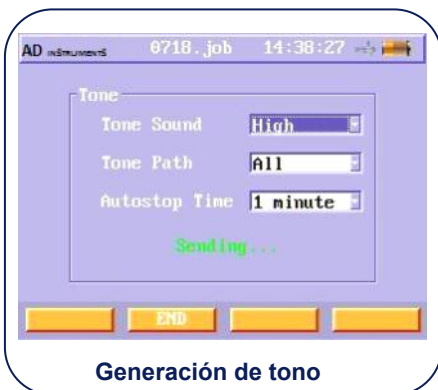 AD INSTRUMENTS 0718.job 14:38:27
Tone
Tone Sound High
Tone Path All
Autostop Time 1 minute
Sending...
END
Generación de tono